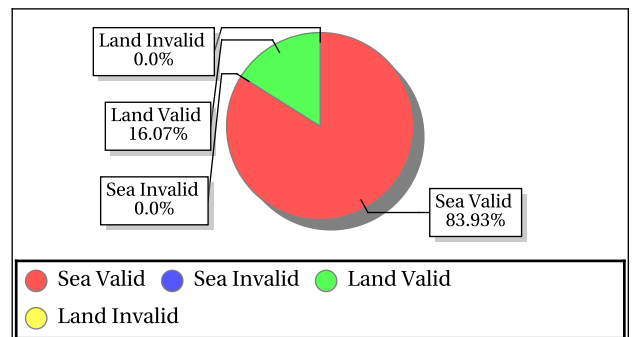 Land Invalid
0.0%
Land Valid
16.07%
Sea Invalid
0.0%
Sea Valid
83.93%
Sea Valid
Sea Invalid
Land Valid
Land Invalid